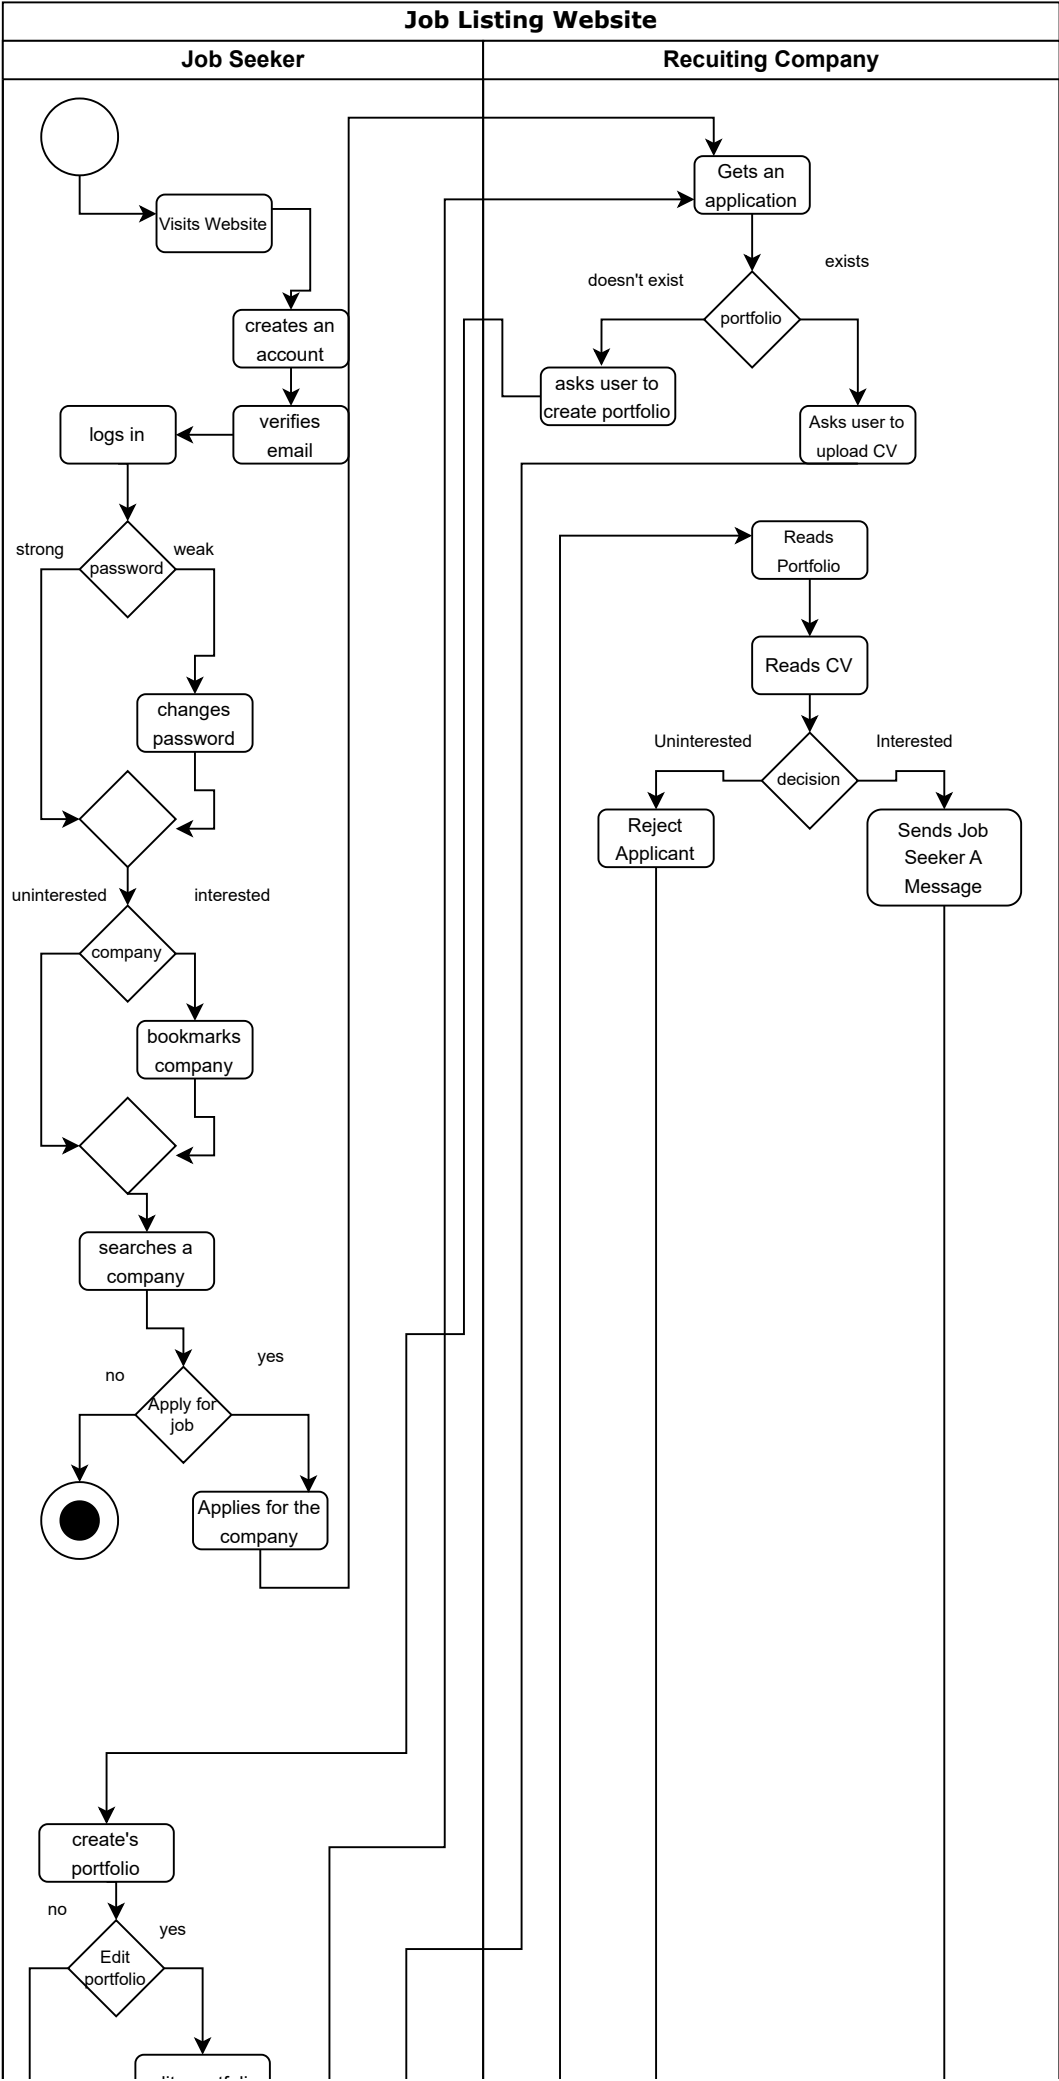 Job Listing Website
Job Seeker
Recuiting Company
Visits Website
creates an
account
verifies
email
logs in
strong
weak
password
changes
password
uninterested
interested
company
bookmarks
company
searches a
company
no
yes
Apply for
job
Applies for the
company
create's
portfolio
no
yes
Edit
portfolio
Gets an
application
doesn't exist
exists
portfolio
asks user to
create portfolio
Asks user to
upload CV
Reads
Portfolio
Reads CV
Uninterested
Interested
decision
Reject
Applicant
Sends Job
Seeker A
Message